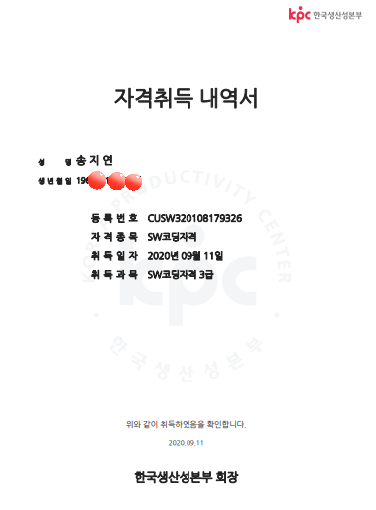 kpc 한국생산성본부
자격취득 내역서
성 명 송지연
생년월일 19
등록번호 CUSW320108179326
자격종목 SW코딩자격
취득일자 2020년 09월 11일
취득과목 SW코딩자격 3급
PRODUCTIVITY CENTER
kpc
한국생산성본부
위와 같이 취득하였음을 확인합니다.
2020.09.11
한국생산성본부 회장